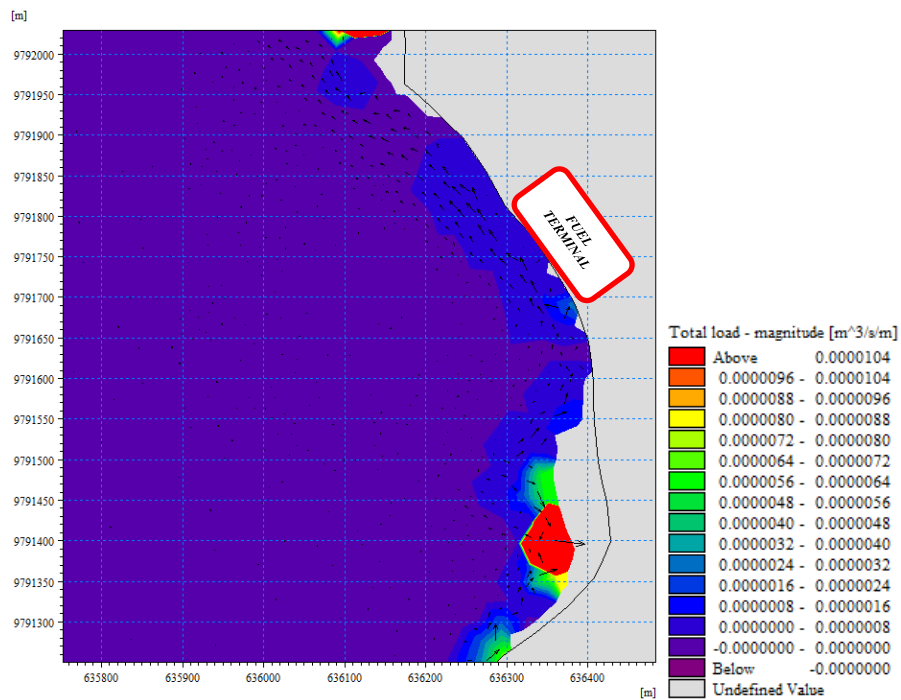 [m]
9792000
9791950
9791900
9791850
9791800
9791750
9791700
9791650
9791600
9791550
9791500
9791450
9791400
9791350
9791300
635800 635900 636000 636100 636200 636300 636400
[m]
FUEL
TERMINAL
Total load - magnitude [m^3/s/m]
Above 0.0000104
0.0000096 - 0.0000104
0.0000088 - 0.0000096
0.0000080 - 0.0000088
0.0000072 - 0.0000080
0.0000064 - 0.0000072
0.0000056 - 0.0000064
0.0000048 - 0.0000056
0.0000040 - 0.0000048
0.0000032 - 0.0000040
0.0000024 - 0.0000032
0.0000016 - 0.0000024
0.0000008 - 0.0000016
0.0000000 - 0.0000008
-0.0000000 - 0.0000000
Below -0.0000000
Undefined Value